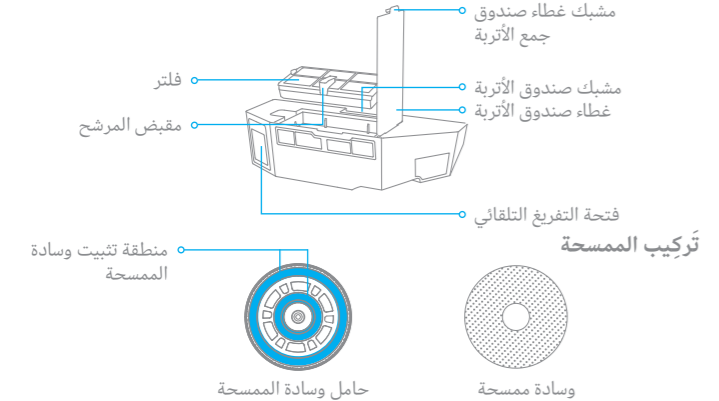 مشبك غطاء صندوق
جمع الأتربة
فلتر
مشبك صندوق الأتربة
غطاء صندوق الأتربة
مقبض المرشح
فتحة التفريغ التلقائي
تَركِيب الممسحة
منطقة تثبيت وسادة
الممسحة
وسادة ممسحة
حامل وسادة الممسحة